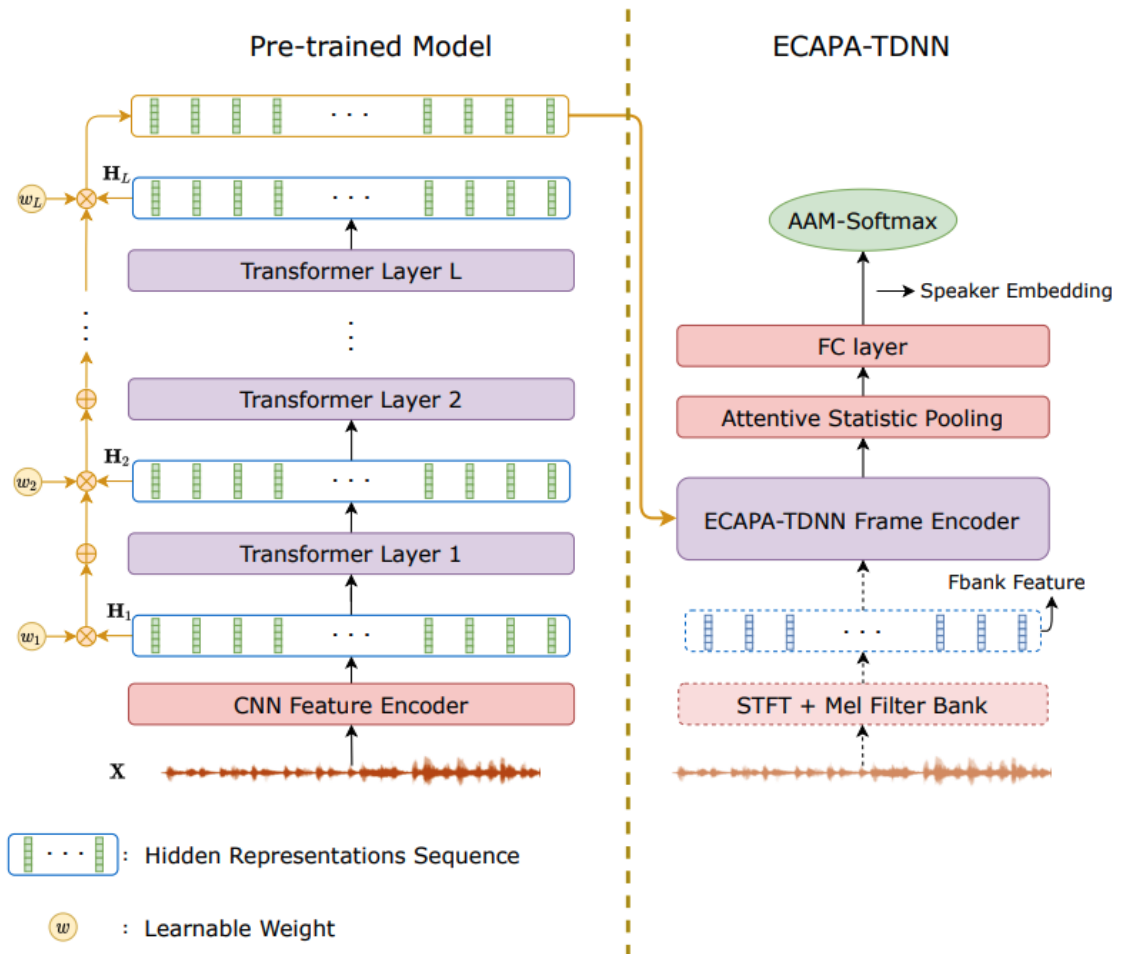 Pre-trained Model
ECAPA-TDNN
H_L
w_L
Transformer Layer L
Transformer Layer 2
H_2
w_2
Transformer Layer 1
H_1
w_1
CNN Feature Encoder
X
AAM-Softmax
Speaker Embedding
FC layer
Attentive Statistic Pooling
ECAPA-TDNN Frame Encoder
Fbank Feature
STFT + Mel Filter Bank
: Hidden Representations Sequence
w : Learnable Weight